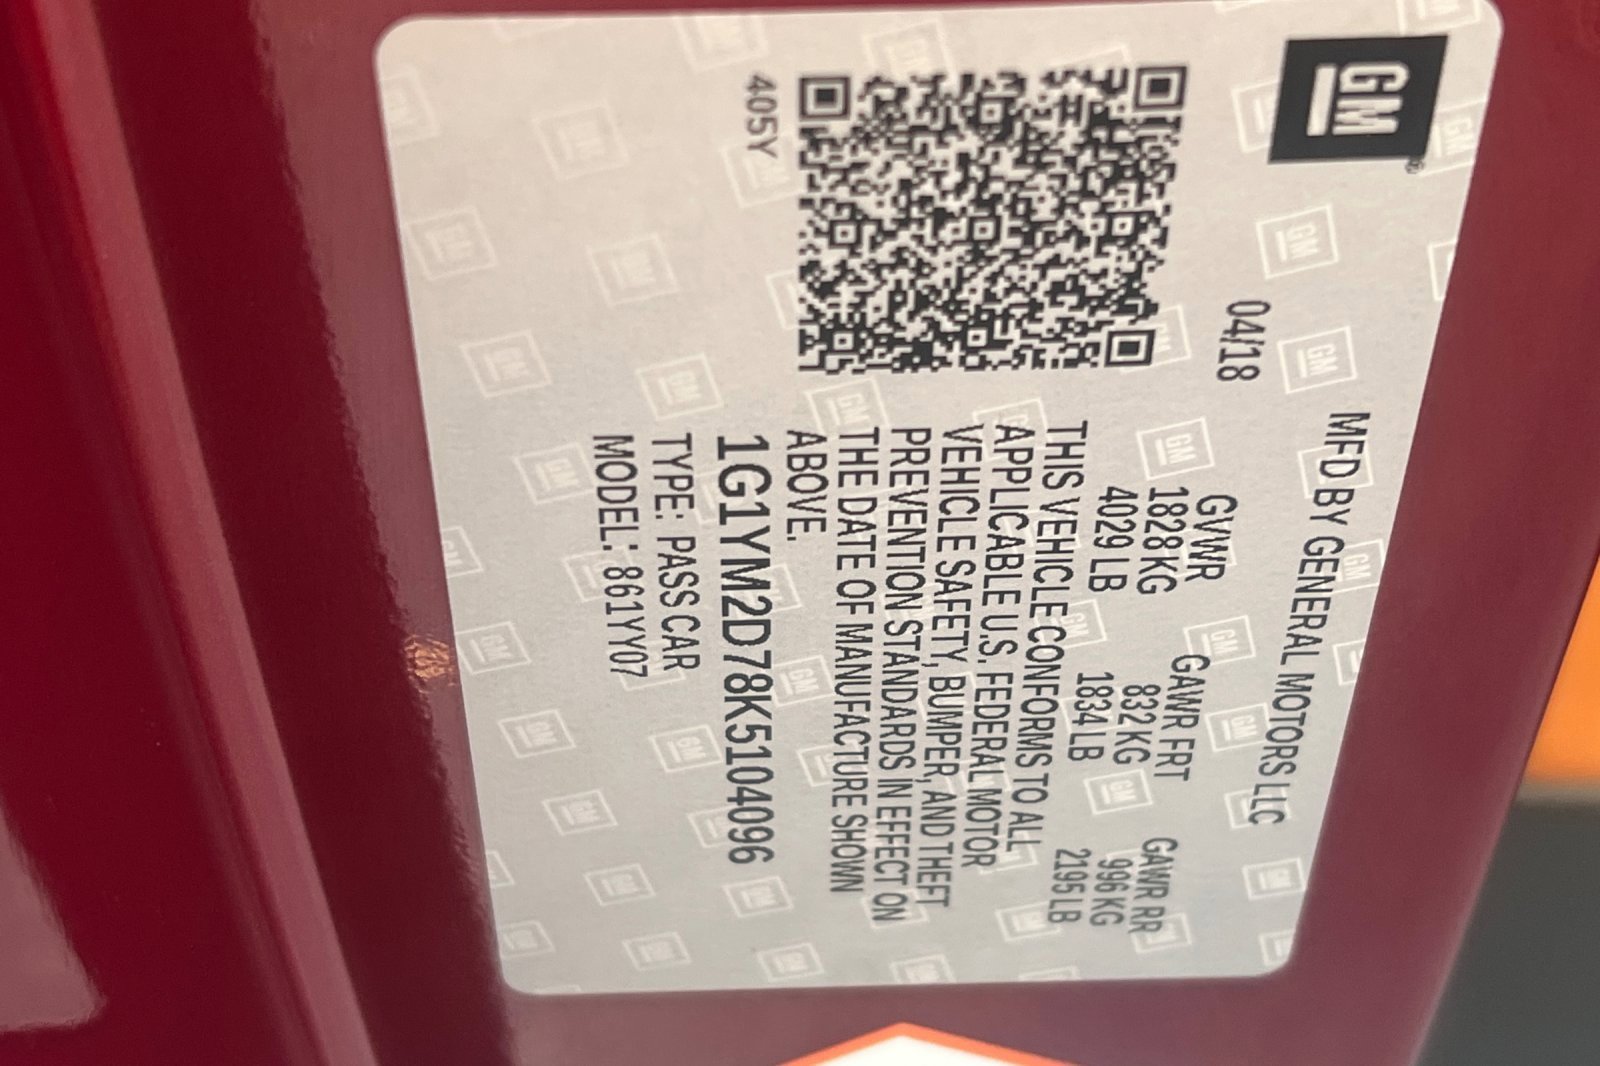 GM
MFD BY GENERAL MOTORS LLC
04/18
GVWR GAWR FRT GAWR RR
1828 KG 832 KG 996 KG
4029 LB 1834 LB 2195 LB
THIS VEHICLE CONFORMS TO ALL
APPLICABLE U.S. FEDERAL MOTOR
VEHICLE SAFETY, BUMPER, AND THEFT
PREVENTION STANDARDS IN EFFECT ON
THE DATE OF MANUFACTURE SHOWN
ABOVE.
405Y
1G1YM2D78K5104096
TYPE: PASS CAR
MODEL: 861YY07